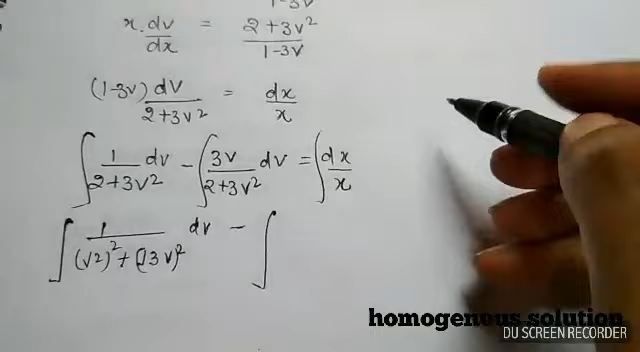 1-3v
x. dv/dx = 2+3v²/1-3v
(1-3v) dv/2+3v² = dx/x
∫ 1/2+3v² dv - ∫ 3v/2+3v² dv = ∫ dx/x
∫ 1/(√2)²+(√3v)² dv - ∫
homogenous solution
DU SCREEN RECORDER